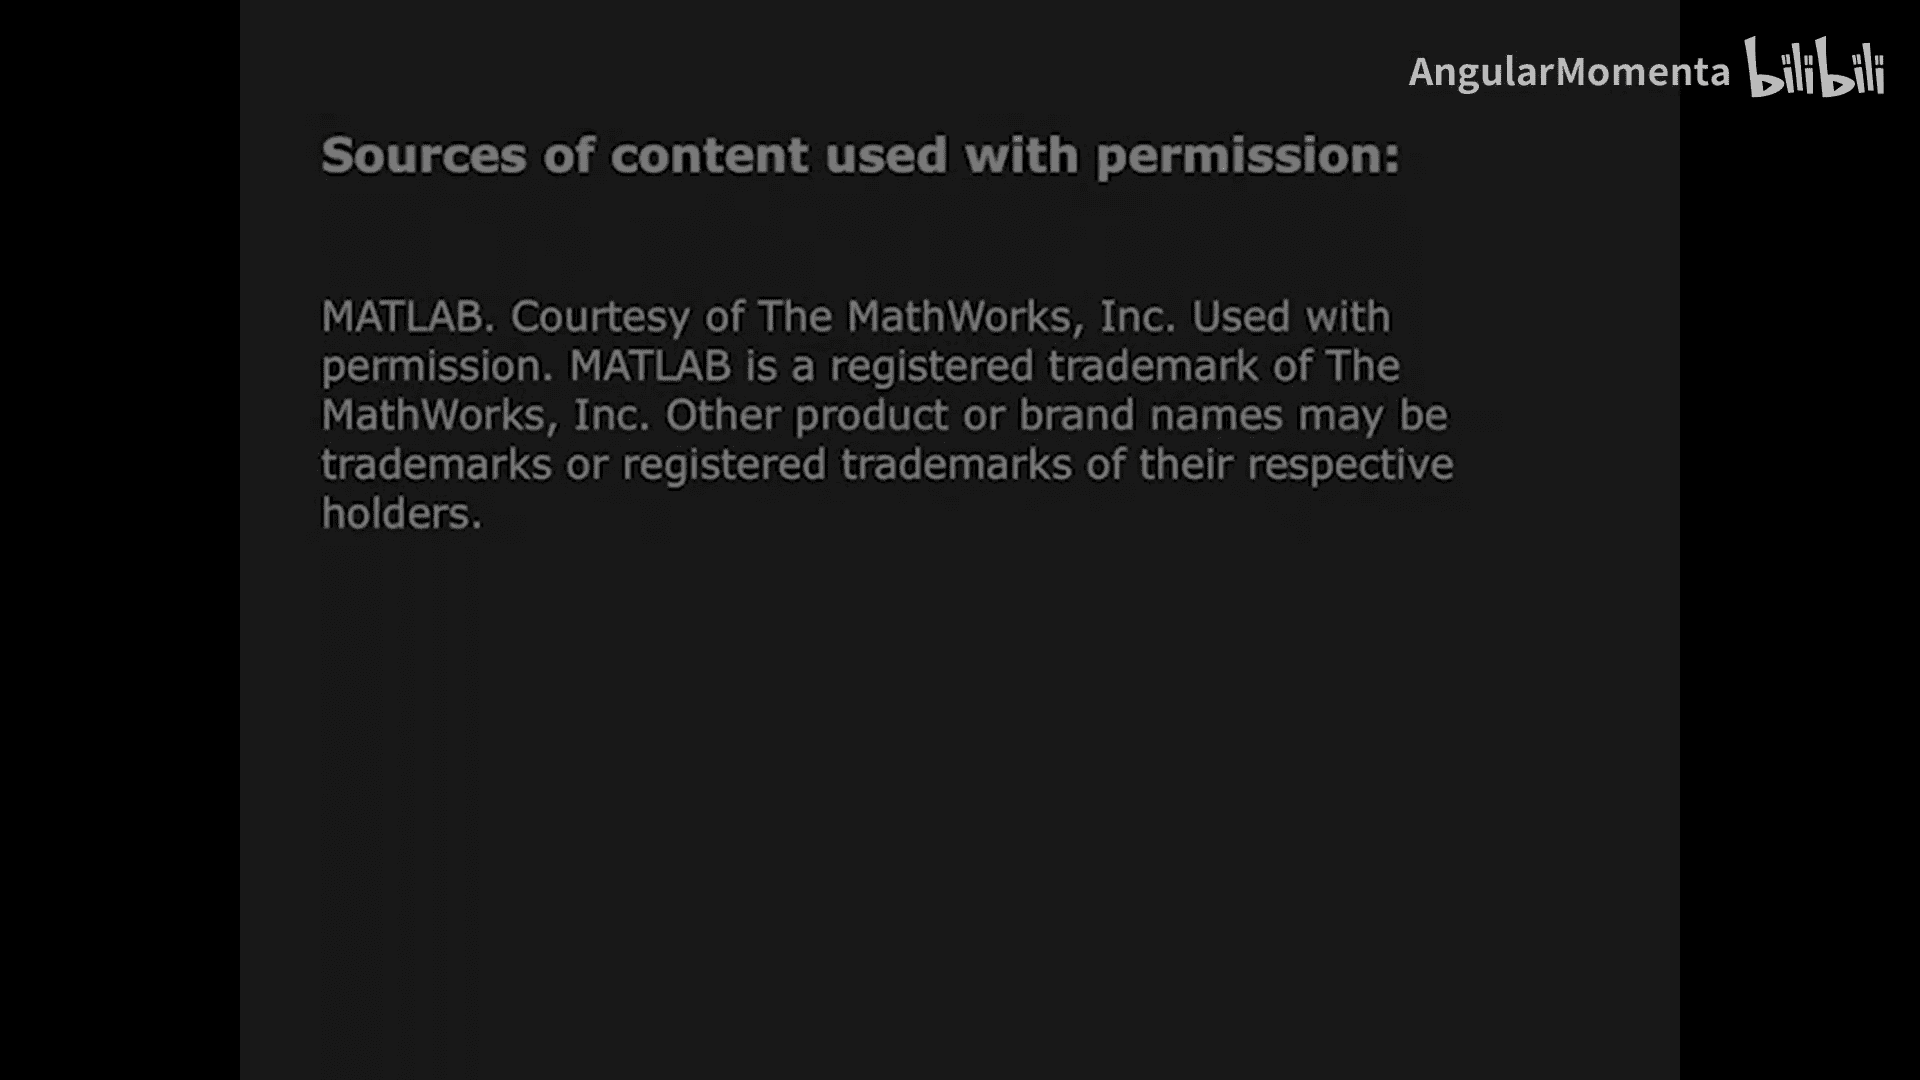 AngularMomenta bilibili
Sources of content used with permission:
MATLAB. Courtesy of The MathWorks, Inc. Used with
permission. MATLAB is a registered trademark of The
MathWorks, Inc. Other product or brand names may be
trademarks or registered trademarks of their respective
holders.